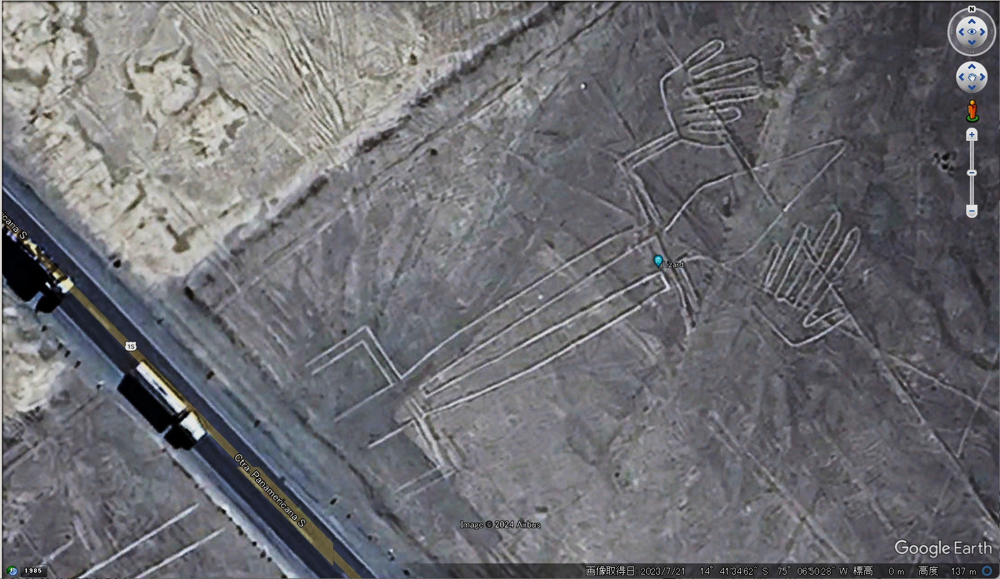 N
icana S
Lizard
1S
Ctra. Panamericana S
Image © 2024 Airbus
Google Earth
1985
画像取得日: 2023/7/21 14° 41'34.62" S 75° 06'50.28" W 標高 0 m 高度 137 m